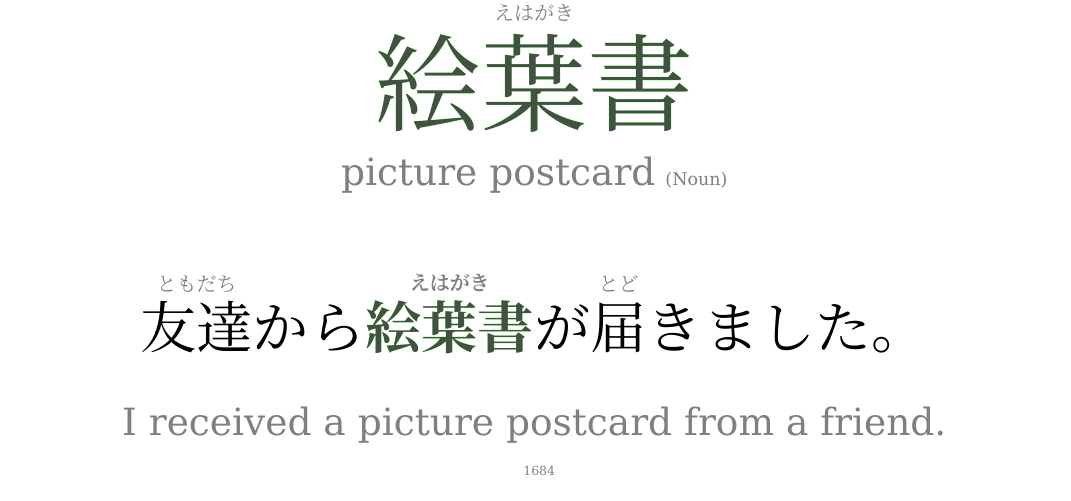 えはがき
絵葉書
picture postcard (Noun)
ともだち えはがき とど
友達から絵葉書が届きました。
I received a picture postcard from a friend.
1684